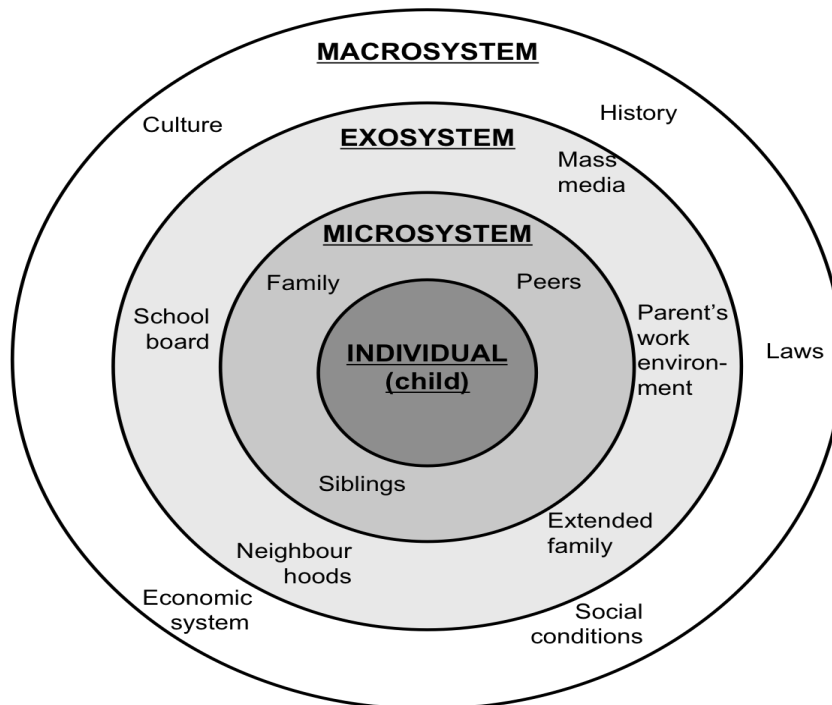 MACROSYSTEM
Culture
History
EXOSYSTEM
Mass
media
MICROSYSTEM
Family
Peers
School
board
Parent's
work
environ-
ment
INDIVIDUAL
(child)
Laws
Siblings
Extended
family
Neighbour
hoods
Economic
system
Social
conditions